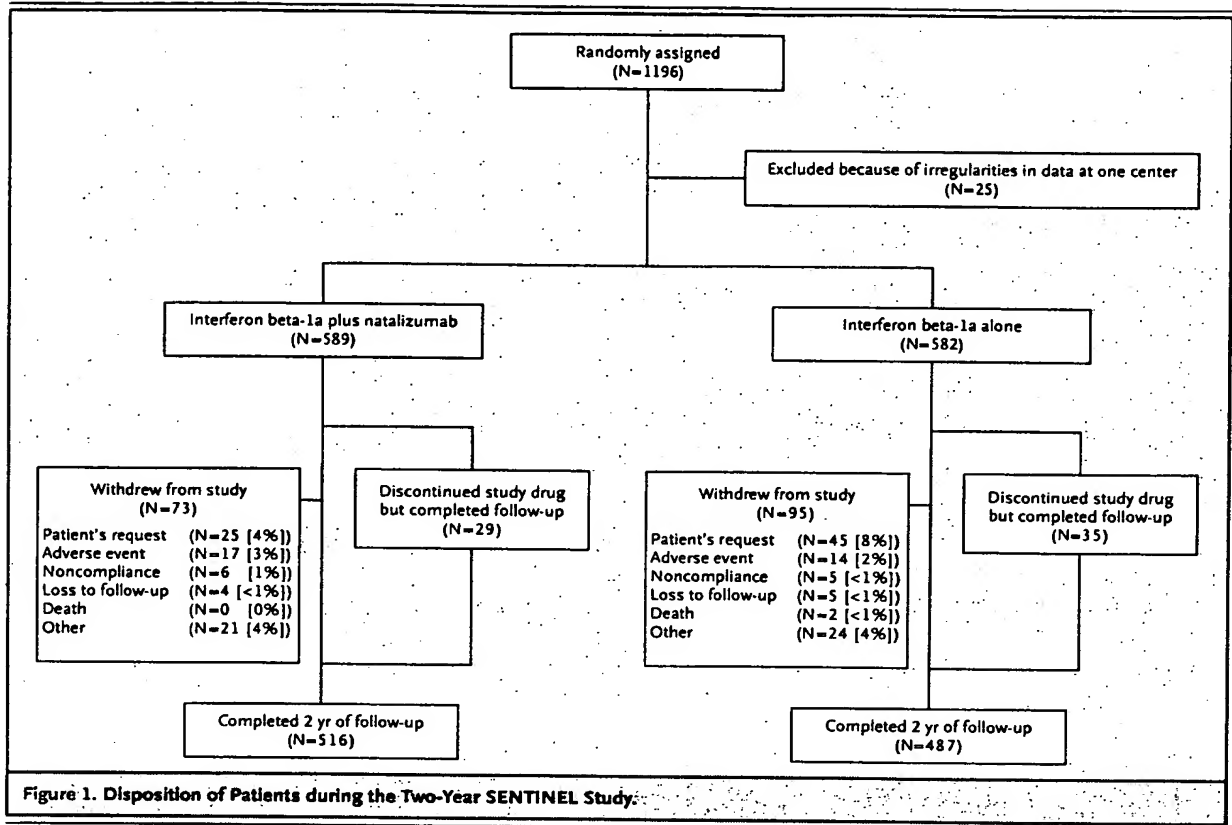 Randomly assigned
(N=1196)
Excluded because of irregularities in data at one center
(N=25)
Interferon beta-1a plus natalizumab
(N=589)
Interferon beta-1a alone
(N=582)
Withdrew from study
(N=73)
Patient's request (N=25 [4%])
Adverse event (N=17 [3%])
Noncompliance (N=6 [1%])
Loss to follow-up (N=4 [<1%])
Death (N=0 [0%])
Other (N=21 [4%])
Discontinued study drug
but completed follow-up
(N=29)
Withdrew from study
(N=95)
Patient's request (N=45 [8%])
Adverse event (N=14 [2%])
Noncompliance (N=5 [<1%])
Loss to follow-up (N=5 [<1%])
Death (N=2 [<1%])
Other (N=24 [4%])
Discontinued study drug
but completed follow-up
(N=35)
Completed 2 yr of follow-up
(N=516)
Completed 2 yr of follow-up
(N=487)
Figure 1. Disposition of Patients during the Two-Year SENTINEL Study.